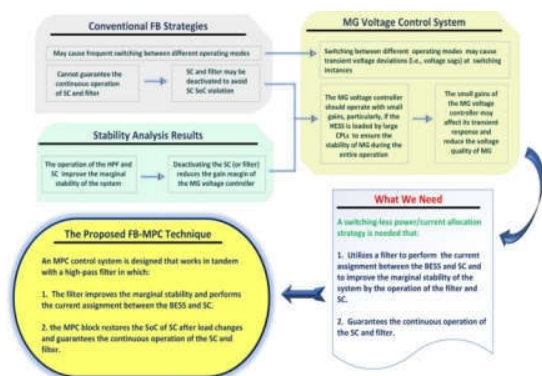 Conventional FB Strategies
May cause frequent switching between different operating modes
Cannot guarantee the
continuous operation
of SC and filter
SC and filter may be
deactivated to avoid
SC SoC violation
Stability Analysis Results
The operation of the HPF and
SC improve the marginal
stability of the system
Deactivating the SC (or filter)
reduces the gain margin of
the MG voltage controller
MG Voltage Control System
Switching between different operating modes may cause
transient voltage deviations (i.e., voltage sags) at switching
instances
The MG voltage controller
should operate with small
gains, particularly, if the
HESS is loaded by large
CPLs to ensure the
stability of MG during the
entire operation
The small gains of
the MG voltage
controller may
affect its transient
response and
reduce the voltage
quality of MG
What We Need
A switching-less power/current allocation
strategy is needed that:
1. Utilizes a filter to perform the current
assignment between the BESS and SC and
to improve the marginal stability of the
system by the operation of the filter and
SC.
2. Guarantees the continuous operation of
the SC and filter.
The Proposed FB-MPC Technique
An MPC control system is designed that works in tandem
with a high-pass filter in which:
1. The filter improves the marginal stability and performs
the current assignment between the BESS and SC.
2. the MPC block restores the SoC of SC after load changes
and guarantees the continuous operation of the SC and
filter.